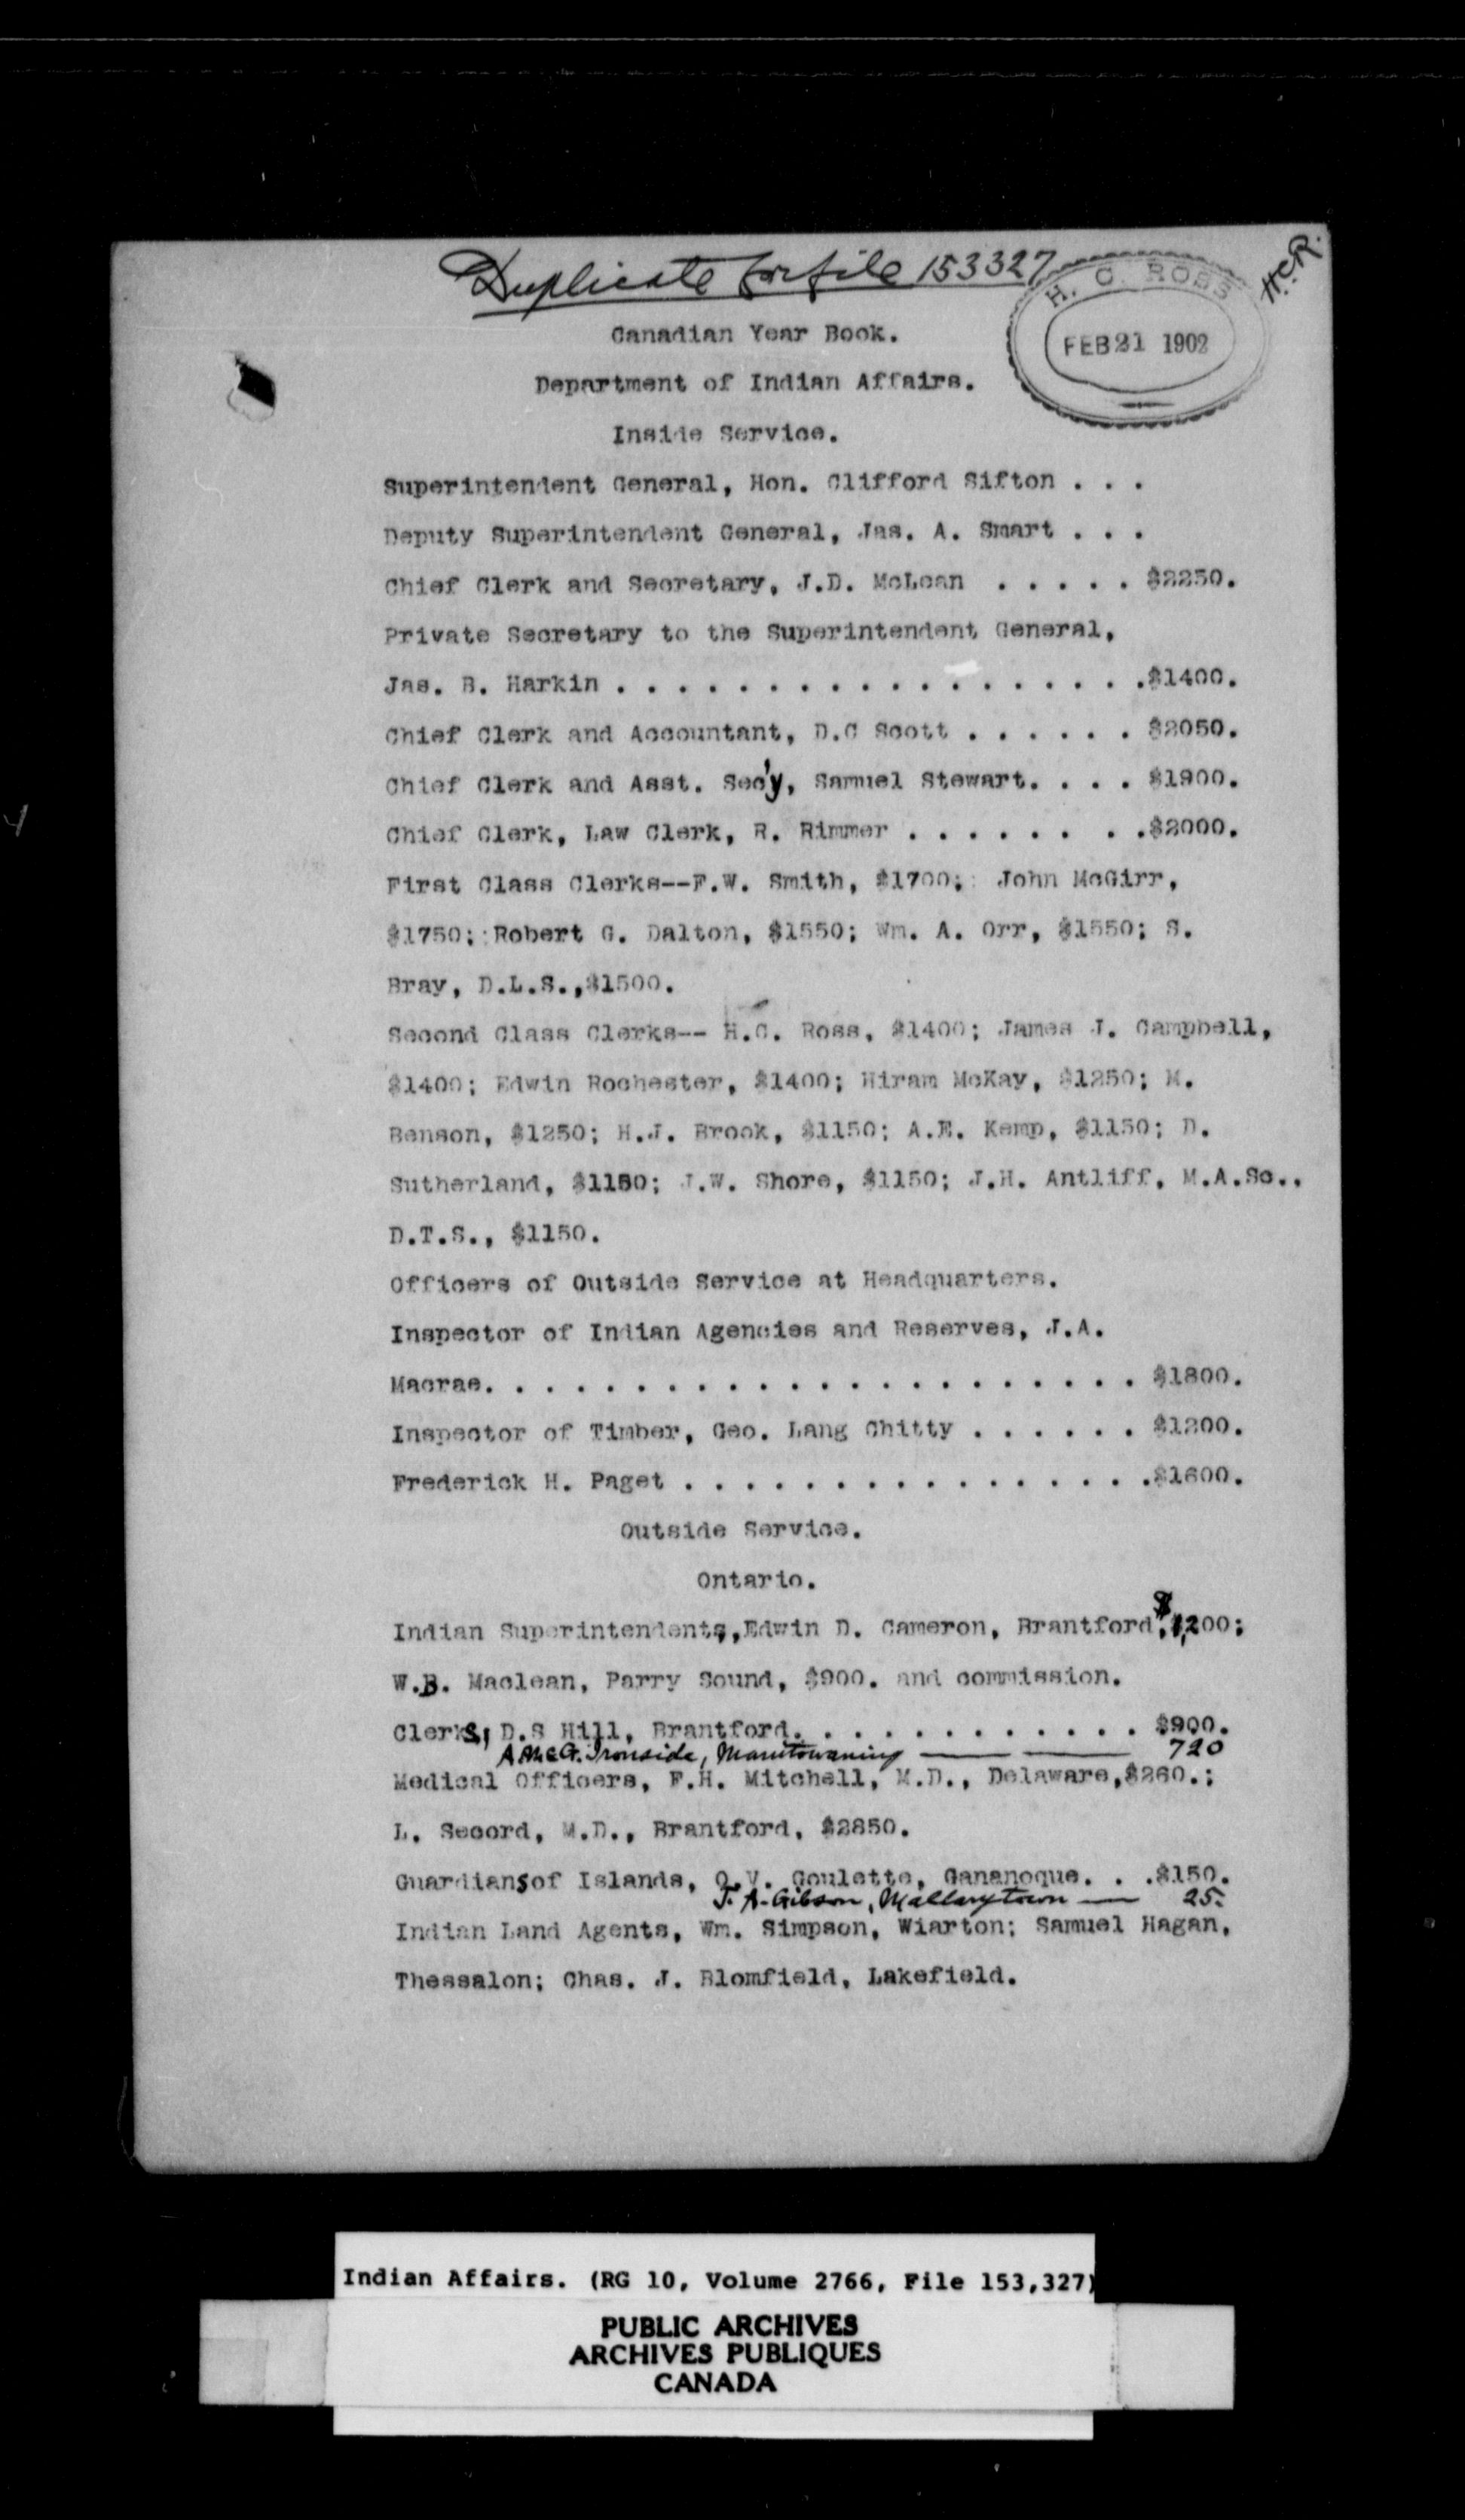 Duplicate for file 153327
H. C. ROSS
FEB 21 1902
H.C.R.
Canadian Year Book.
Department of Indian Affairs.
Inside Service.
Superintendent General, Hon. Clifford Sifton . . .
Deputy Superintendent General, Jas. A. Smart . . .
Chief Clerk and Secretary, J.D. McLean . . . . . $2250.
Private Secretary to the Superintendent General,
Jas. B. Harkin . . . . . . . . . . . . . . . . . .$1400.
Chief Clerk and Accountant, D.C Scott . . . . . . $2050.
Chief Clerk and Asst. Sec'y, Samuel Stewart. . . . $1900.
Chief Clerk, Law Clerk, R. Rimmer . . . . . . . .$2000.
First Class Clerks--F.W. Smith, $1700; John McGirr,
$1750; Robert G. Dalton, $1550; Wm. A. Orr, $1550; S.
Bray, D.L.S.,$1500.
Second Class Clerks-- H.C. Ross, $1400; James J. Campbell,
$1400; Edwin Rochester, $1400; Hiram McKay, $1250; M.
Benson, $1250; H.J. Brook, $1150; A.E. Kemp, $1150; D.
Sutherland, $1150; J.W. Shore, $1150; J.H. Antliff, M.A.Sc.,
D.T.S., $1150.
Officers of Outside Service at Headquarters.
Inspector of Indian Agencies and Reserves, J.A.
Macrae. . . . . . . . . . . . . . . . . . . . . . $1800.
Inspector of Timber, Geo. Lang Chitty . . . . . . $1200.
Frederick H. Paget . . . . . . . . . . . . . . . .$1600.
Outside Service.
Ontario.
Indian Superintendents, Edwin D. Cameron, Brantford, $1,200;
W.B. Maclean, Parry Sound, $900. and commission.
Clerks, D.S Hill, Brantford. . . . . . . . . . . . $900.
A. McG. Ironside, Manitowaning — — 720
Medical Officers, F.H. Mitchell, M.D., Delaware,$260.;
L. Secord, M.D., Brantford, $2850.
Guardians of Islands, O.V. Goulette, Gananoque. . .$150.
J. A. Gibson, Mallorytown — 25.
Indian Land Agents, Wm. Simpson, Wiarton; Samuel Hagan,
Thessalon; Chas. J. Blomfield, Lakefield.
Indian Affairs. (RG 10, Volume 2766, File 153,327)
PUBLIC ARCHIVES
ARCHIVES PUBLIQUES
CANADA